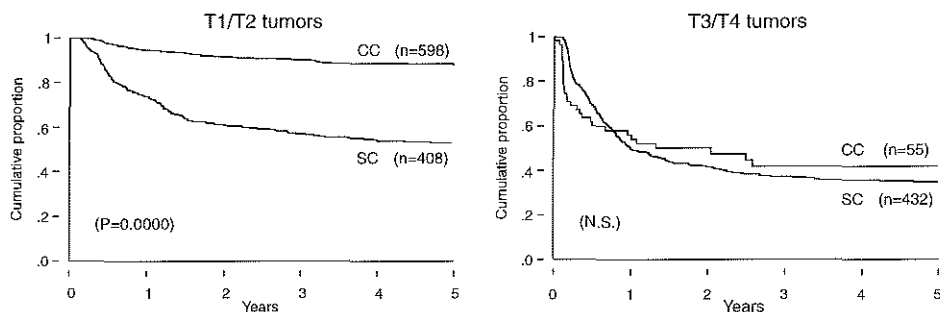 T1/T2 tumors
Cumulative proportion
1
.8
.6
.4
.2
.0
CC (n=598)
SC (n=408)
(P=0.0000)
0 1 2 3 4 5
Years
T3/T4 tumors
Cumulative proportion
1
.8
.6
.4
.2
.0
CC (n=55)
SC (n=432)
(N.S.)
0 1 2 3 4 5
Years